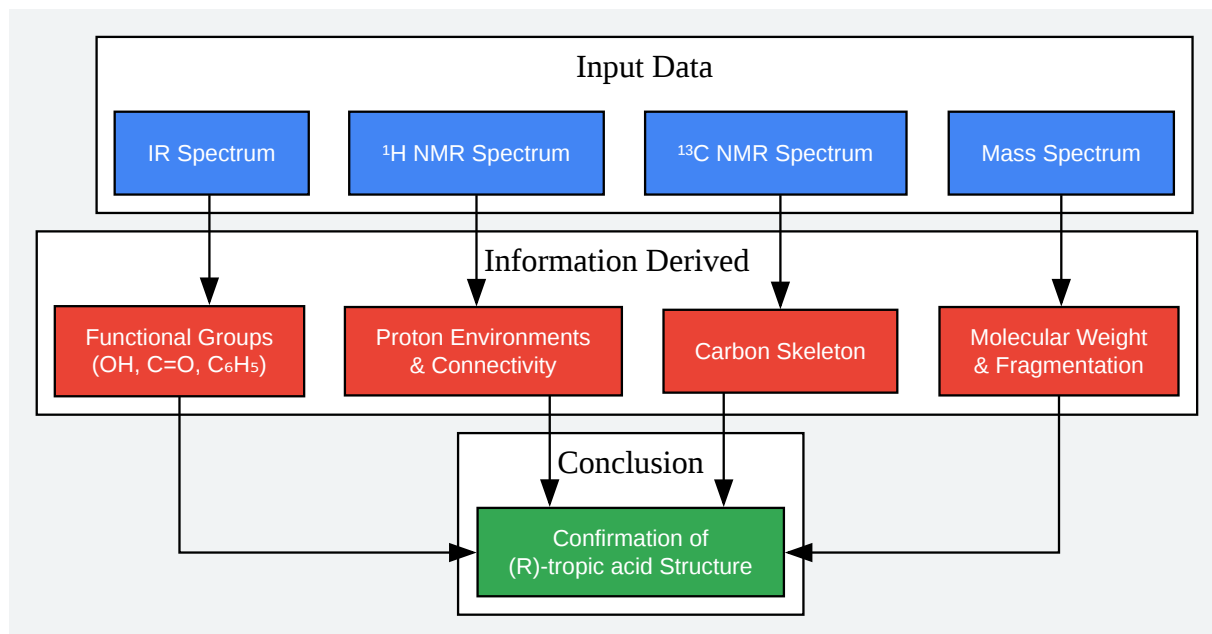 Input Data
IR Spectrum
¹H NMR Spectrum
¹³C NMR Spectrum
Mass Spectrum
Information Derived
Functional Groups
(OH, C=O, C₆H₅)
Proton Environments
& Connectivity
Carbon Skeleton
Molecular Weight
& Fragmentation
Conclusion
Confirmation of
(R)-tropic acid Structure